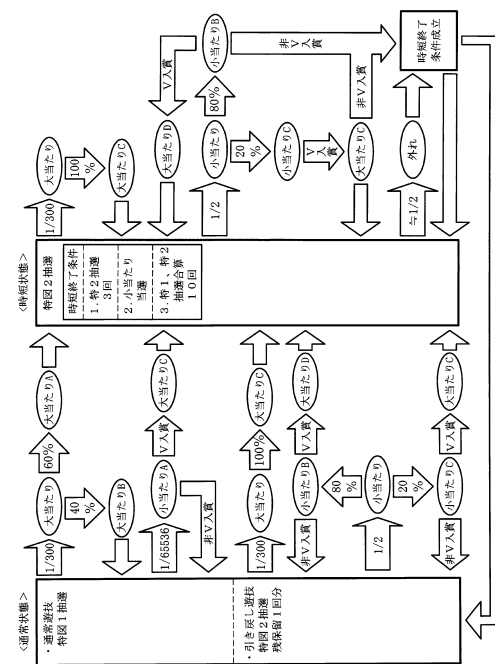 <通常状態>
・通常遊技
特図1抽選
・引き戻し遊技
特図2抽選
残保留1回分
1/300
大当たり
60%
大当たりA
40
%
大当たりB
1/65536
小当たりA
V入賞
大当たりC
非V入賞
1/300
大当たり
100%
大当たりC
非V入賞
小当たりB
V入賞
大当たりD
80
%
1/2
小当たり
20
%
非V入賞
小当たりC
V入賞
大当たりC
<時短状態>
特図2抽選
時短終了条件
1.特2抽選
3回
2.小当たり
当選
3.特1、特2
抽選合算
10回
1/300
大当たり
100
%
大当たりC
大当たりD
V入賞
小当たりB
非V入賞
80%
1/2
小当たり
20
%
小当たりC
V入賞
大当たりC
非V入賞
≒1/2
外れ
時短終了
条件成立